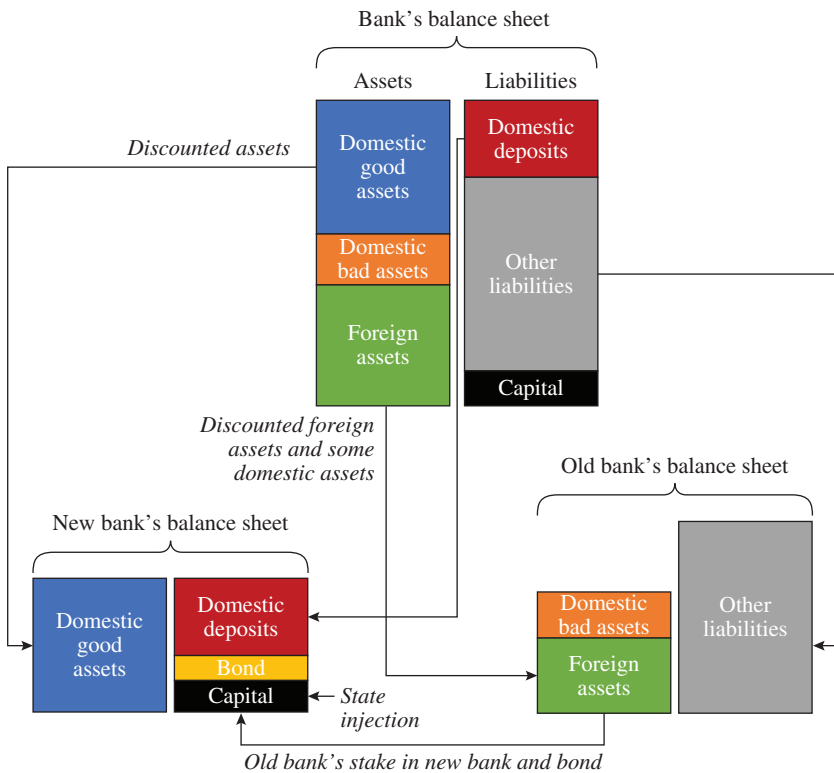 Bank's balance sheet
Assets
Liabilities
Discounted assets
Domestic
good
assets
Domestic
deposits
Domestic
bad assets
Other
liabilities
Foreign
assets
Capital
Discounted foreign
assets and some
domestic assets
Old bank's balance sheet
New bank's balance sheet
Domestic
good
assets
Domestic
deposits
Bond
Capital
State
injection
Domestic
bad assets
Foreign
assets
Other
liabilities
Old bank's stake in new bank and bond